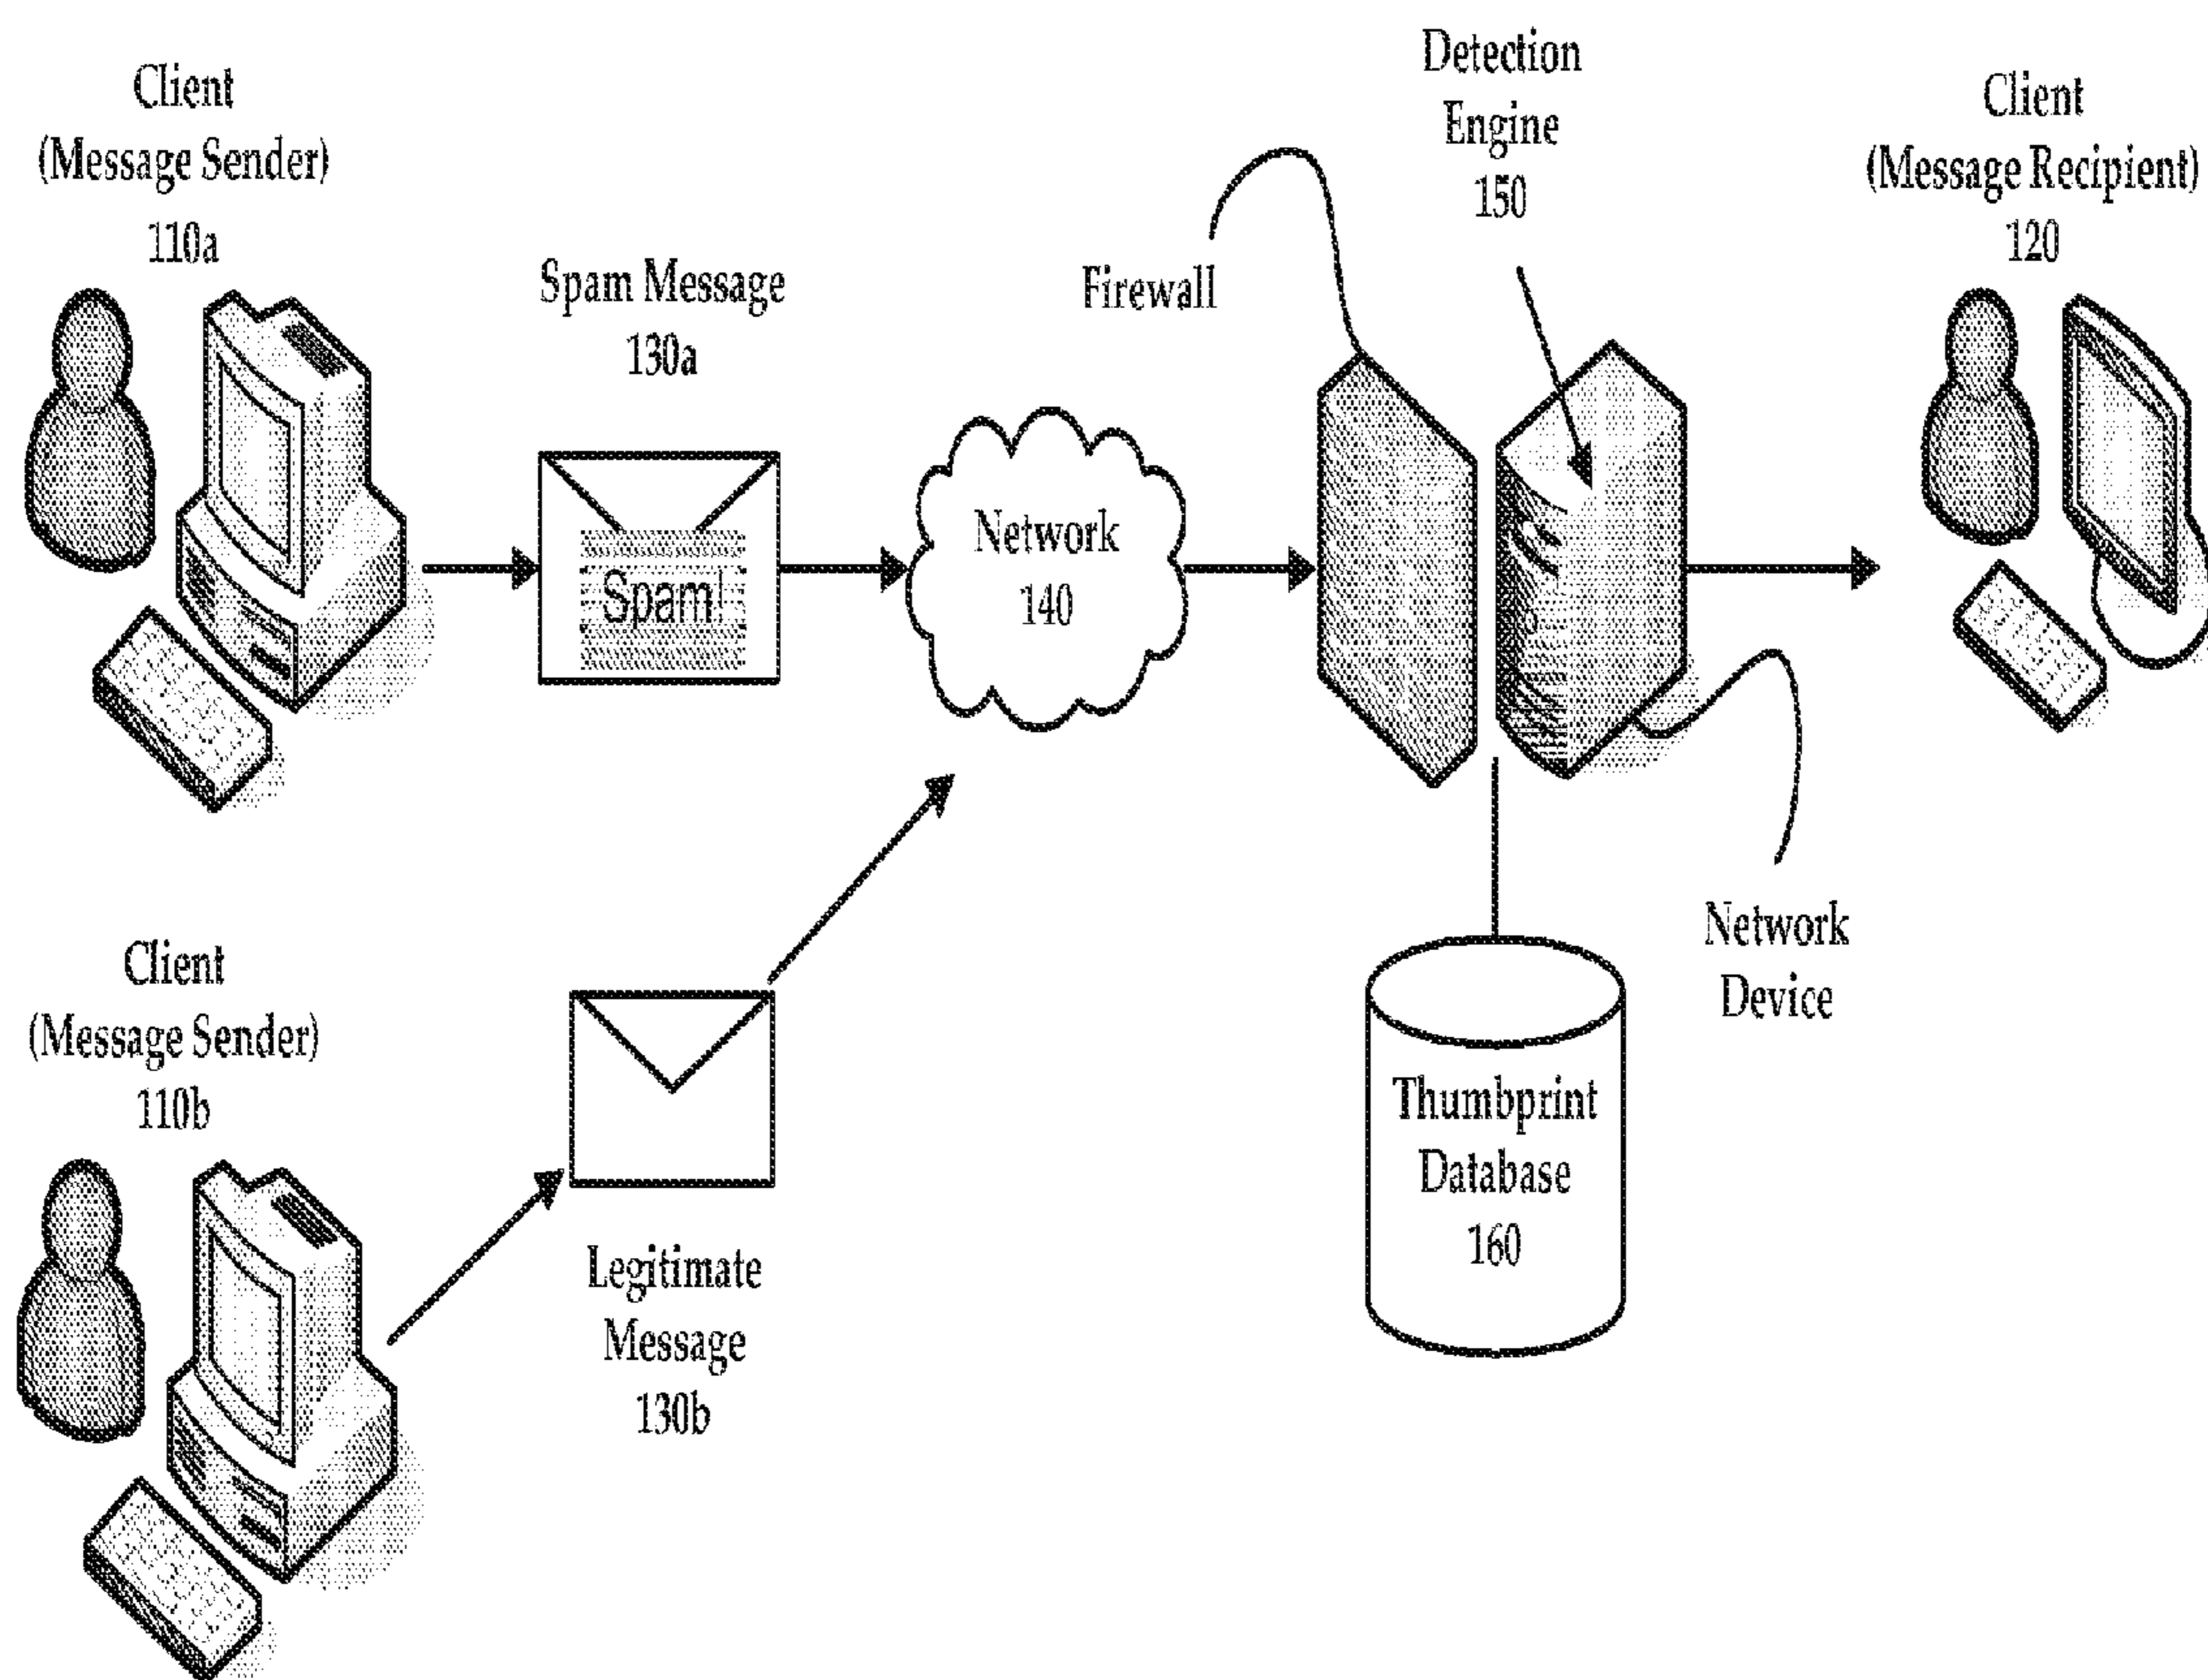 Client
(Message Sender)
110a
Spam Message
130a
Spam!
Network
140
Firewall
Detection
Engine
150
Client
(Message Recipient)
120
Client
(Message Sender)
110b
Legitimate
Message
130b
Thumbprint
Database
160
Network
Device